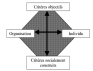 Critères objectifs
Organisation
Individu
Critères socialement
construits